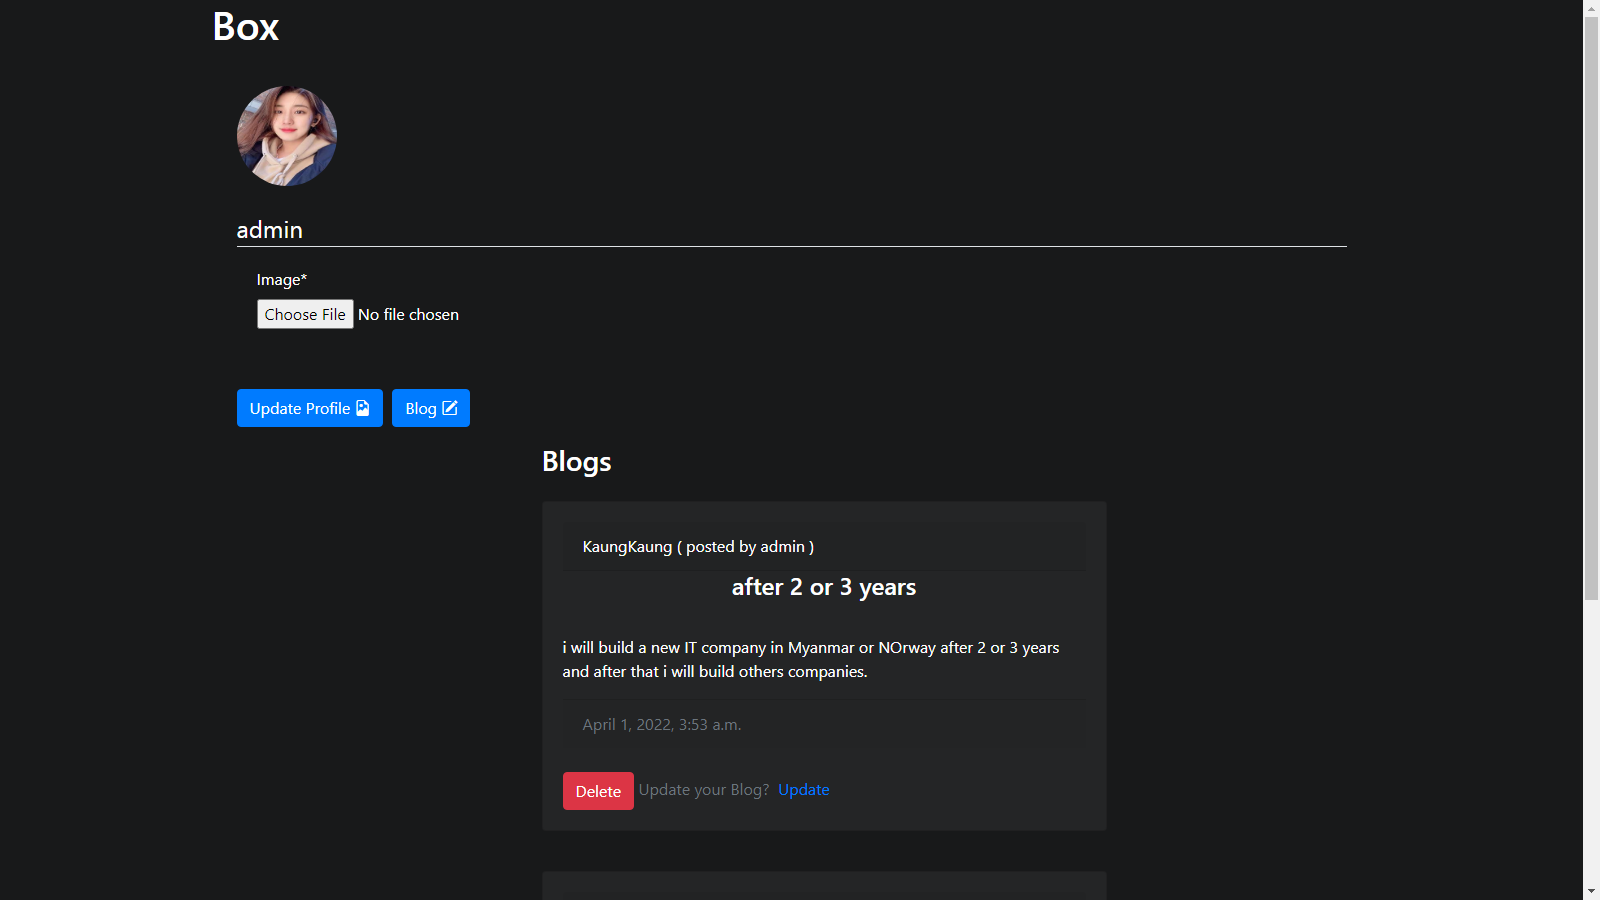 Box
admin
Image*
Choose File No file chosen
Update Profile Blog
Blogs
KaungKaung ( posted by admin )
after 2 or 3 years
i will build a new IT company in Myanmar or NOrway after 2 or 3 years
and after that i will build others companies.
April 1, 2022, 3:53 a.m.
Delete Update your Blog? Update